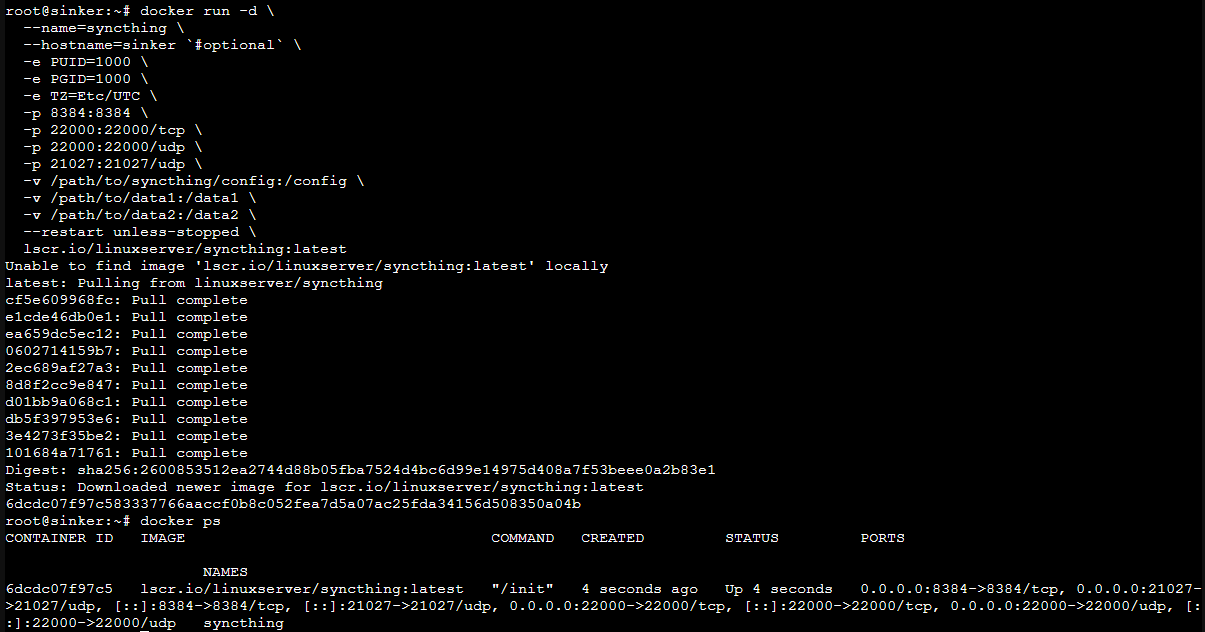 root@sinker:~# docker run -d \
  --name=syncthing \
  --hostname=sinker `#optional` \
  -e PUID=1000 \
  -e PGID=1000 \
  -e TZ=Etc/UTC \
  -p 8384:8384 \
  -p 22000:22000/tcp \
  -p 22000:22000/udp \
  -p 21027:21027/udp \
  -v /path/to/syncthing/config:/config \
  -v /path/to/data1:/data1 \
  -v /path/to/data2:/data2 \
  --restart unless-stopped \
  lscr.io/linuxserver/syncthing:latest
Unable to find image 'lscr.io/linuxserver/syncthing:latest' locally
latest: Pulling from linuxserver/syncthing
cf5e609968fc: Pull complete
e1cde46db0e1: Pull complete
ea659dc5ec12: Pull complete
0602714159b7: Pull complete
2ec689af27a3: Pull complete
8d8f2cc9e847: Pull complete
d01bb9a068c1: Pull complete
db5f397953e6: Pull complete
3e4273f35be2: Pull complete
101684a71761: Pull complete
Digest: sha256:2600853512ea2744d88b05fba7524d4bc6d99e14975d408a7f53beee0a2b83e1
Status: Downloaded newer image for lscr.io/linuxserver/syncthing:latest
6dcdc07f97c583337766aaccf0b8c052fea7d5a07ac25fda34156d508350a04b
root@sinker:~# docker ps
CONTAINER ID   IMAGE                                  COMMAND   CREATED         STATUS         PORTS
                      NAMES
6dcdc07f97c5   lscr.io/linuxserver/syncthing:latest   "/init"   4 seconds ago   Up 4 seconds   0.0.0.0:8384->8384/tcp, 0.0.0.0:21027-
>21027/udp, [::]:8384->8384/tcp, [::]:21027->21027/udp, 0.0.0.0:22000->22000/tcp, [::]:22000->22000/tcp, 0.0.0.0:22000->22000/udp, [:
:]:22000->22000/udp   syncthing